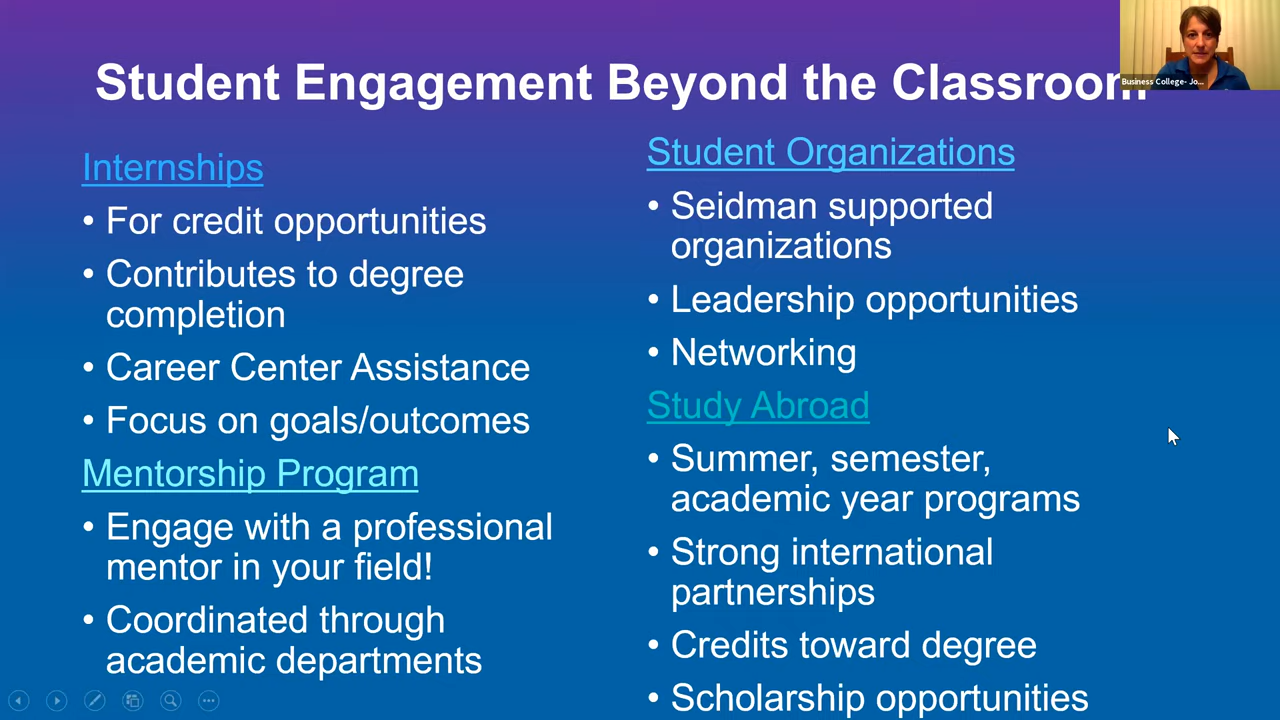 Student Engagement Beyond the Classroom
Business College- Jo...
Internships
• For credit opportunities
• Contributes to degree
completion
• Career Center Assistance
• Focus on goals/outcomes
Mentorship Program
• Engage with a professional
mentor in your field!
• Coordinated through
academic departments
Student Organizations
• Seidman supported
organizations
• Leadership opportunities
• Networking
Study Abroad
• Summer, semester,
academic year programs
• Strong international
partnerships
• Credits toward degree
• Scholarship opportunities